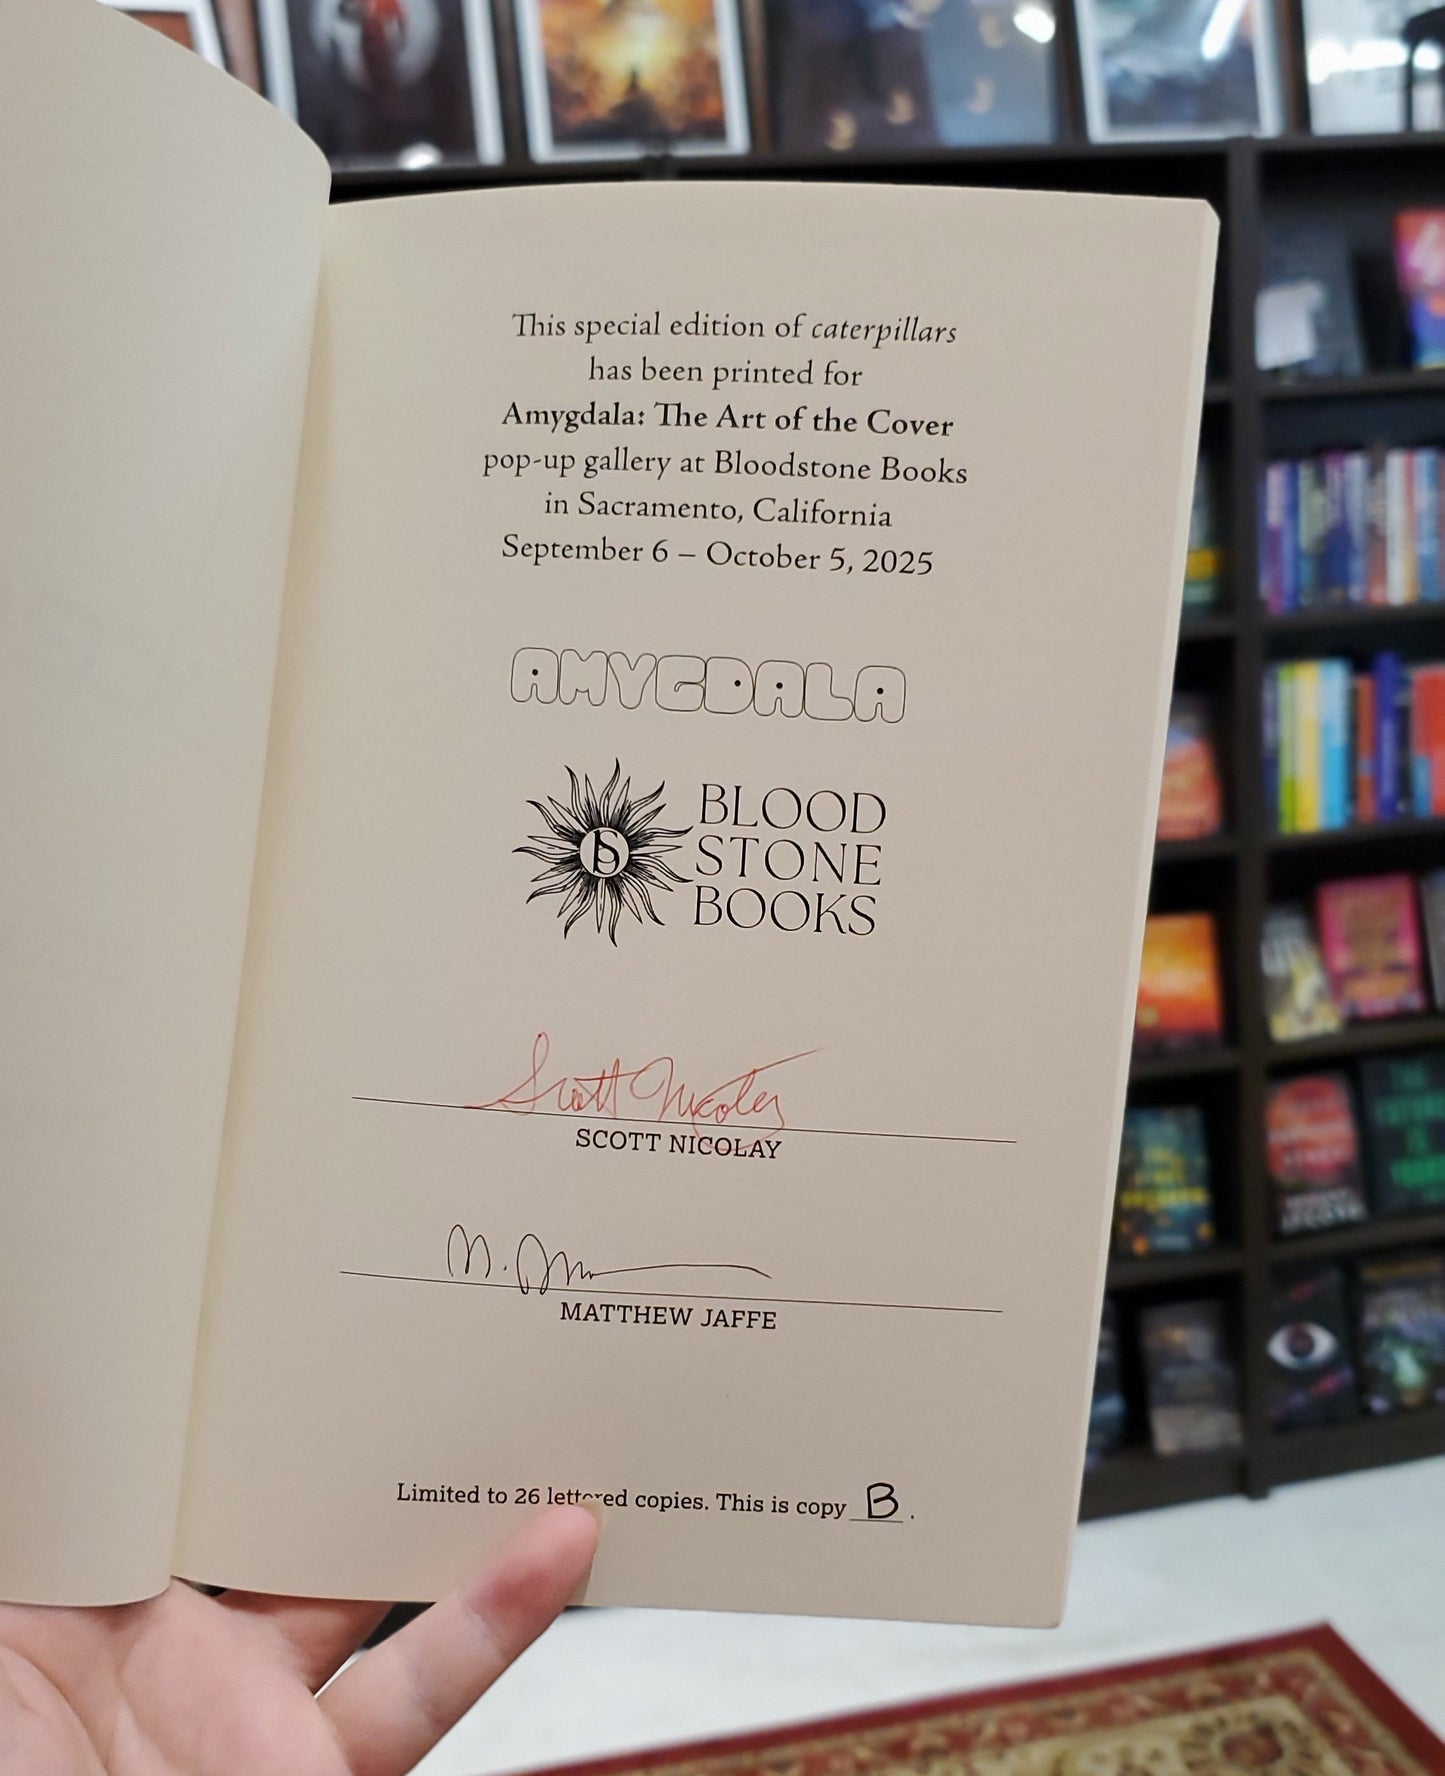 This special edition of caterpillars
has been printed for
Amygdala: The Art of the Cover
pop-up gallery at Bloodstone Books
in Sacramento, California
September 6 – October 5, 2025
AMYGDALA
BLOOD
STONE
BOOKS
Scott Nicolay
SCOTT NICOLAY
MATTHEW JAFFE
Limited to 26 lettered copies. This is copy B.